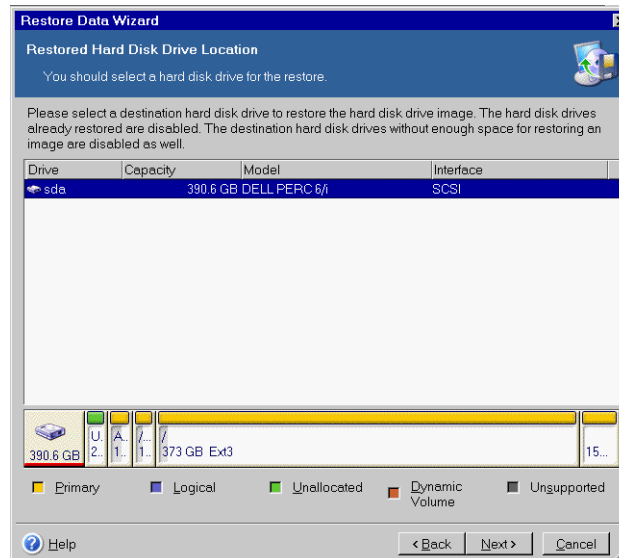 Restore Data Wizard
Restored Hard Disk Drive Location
You should select a hard disk drive for the restore.
Please select a destination hard disk drive to restore the hard disk drive image. The hard disk drives
already restored are disabled. The destination hard disk drives without enough space for restoring an
image are disabled as well.
Drive Capacity Model Interface
sda 390.6 GB DELL PERC 6/i SCSI
U. A. /... /
390.6 GB 2.. 1.. 1.. 373 GB Ext3 15...
Primary Logical Unallocated Dynamic Volume Unsupported
Help < Back Next > Cancel